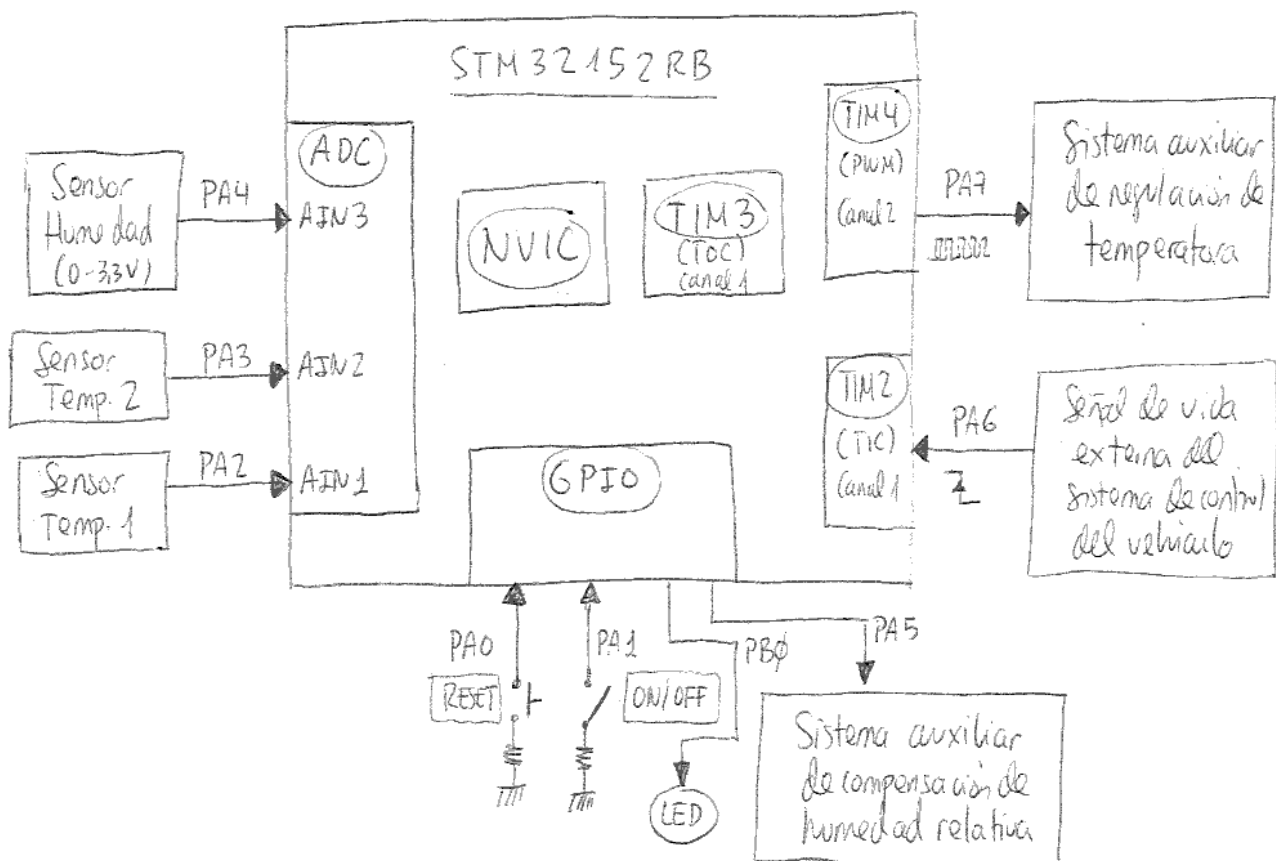 STM32152RB
Sensor
Humedad
(0-3,3V)
PA4
ADC
AIN3
NVIC
TIM3
(TOC)
Canal 1
TIM4
(PWM)
Canal 2
PA7
Sistema auxiliar
de regulación de
temperatura
Sensor
Temp. 2
PA3
AIN2
Sensor
Temp. 1
PA2
AIN1
GPIO
TIM2
(TIC)
Canal 1
PA6
Señal de vida
externa del
sistema de control
del vehículo
PA0
RESET
PA1
ON/OFF
PB0
LED
PA5
Sistema auxiliar
de compensación de
humedad relativa